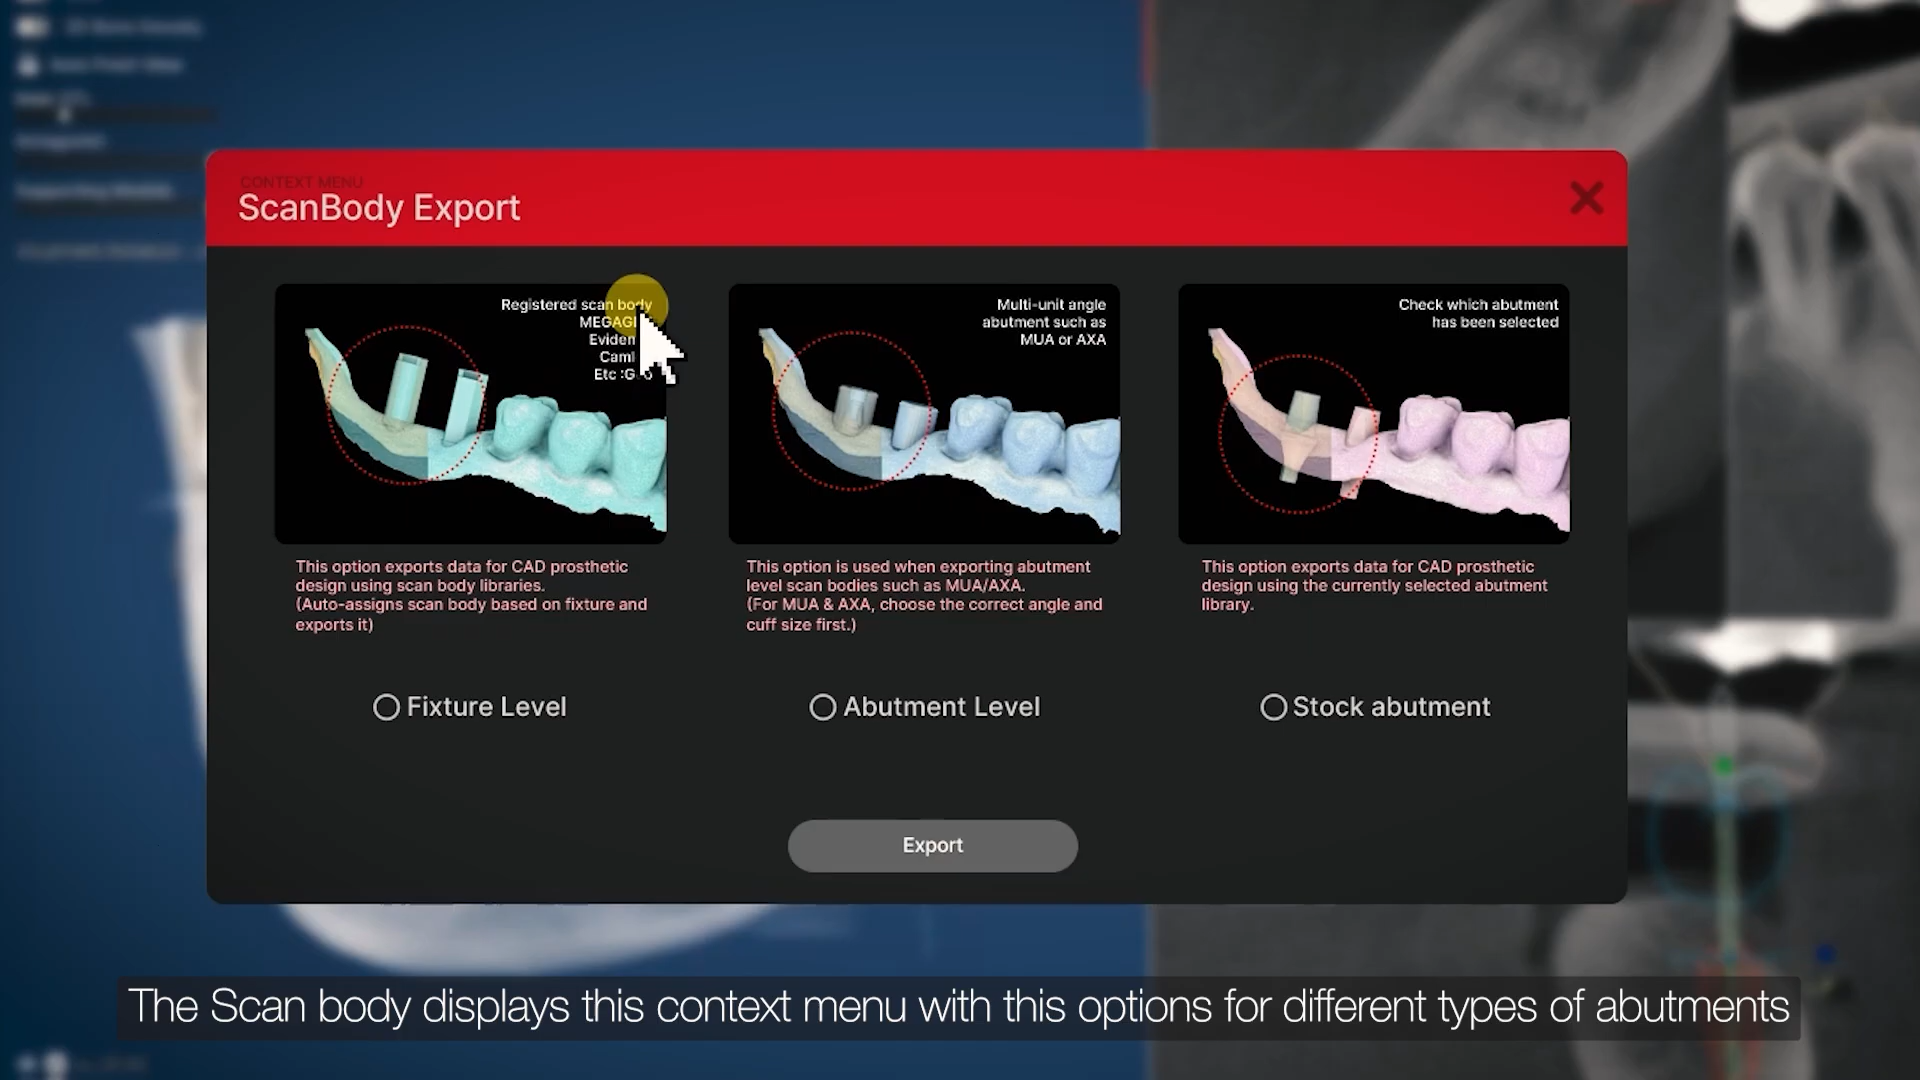 CONTEXT MENU
ScanBody Export
Registered scan body
Multi-unit angle
abutment such as
MUA or AXA
Check which abutment
has been selected
This option exports data for CAD prosthetic
design using scan body libraries.
(Auto-assigns scan body based on fixture and
exports it)
This option is used when exporting abutment
level scan bodies such as MUA/AXA.
(For MUA & AXA, choose the correct angle and
cuff size first.)
This option exports data for CAD prosthetic
design using the currently selected abutment
library.
Fixture Level
Abutment Level
Stock abutment
Export
The Scan body displays this context menu with this options for different types of abutments